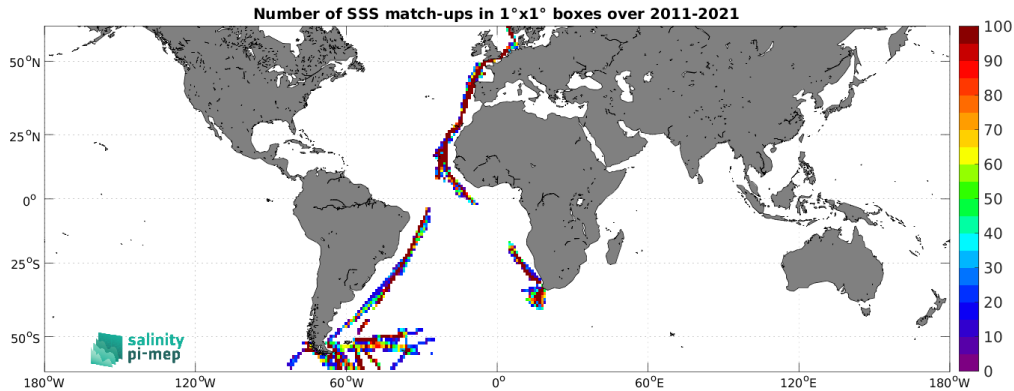 Number of SSS match-ups in 1°x1° boxes over 2011-2021
100
90
80
70
60
50
40
30
20
10
0
50°N
25°N
0°
25°S
50°S
salinity
pi-mep
180°W 120°W 60°W 0° 60°E 120°E 180°W